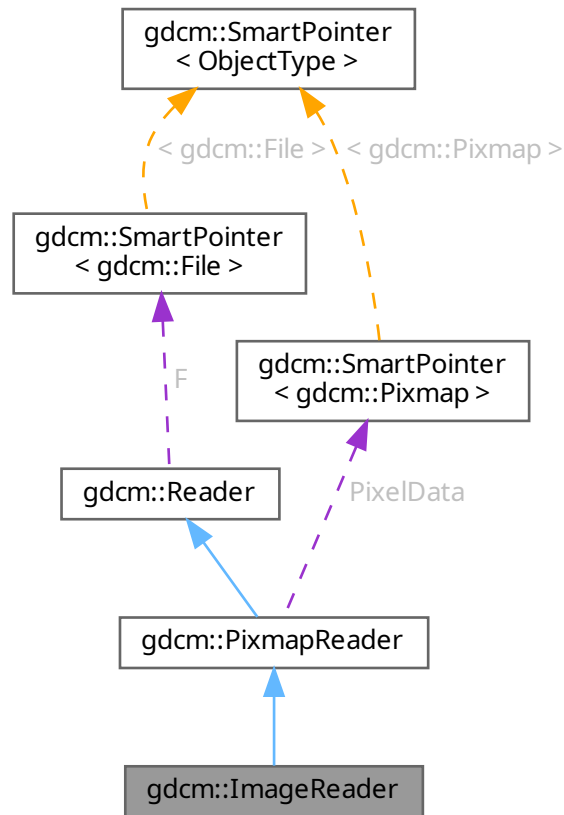 gdcm::SmartPointer
< ObjectType >
< gdcm::File >
< gdcm::Pixmap >
gdcm::SmartPointer
< gdcm::File >
gdcm::SmartPointer
< gdcm::Pixmap >
F
gdcm::Reader
PixelData
gdcm::PixmapReader
gdcm::ImageReader